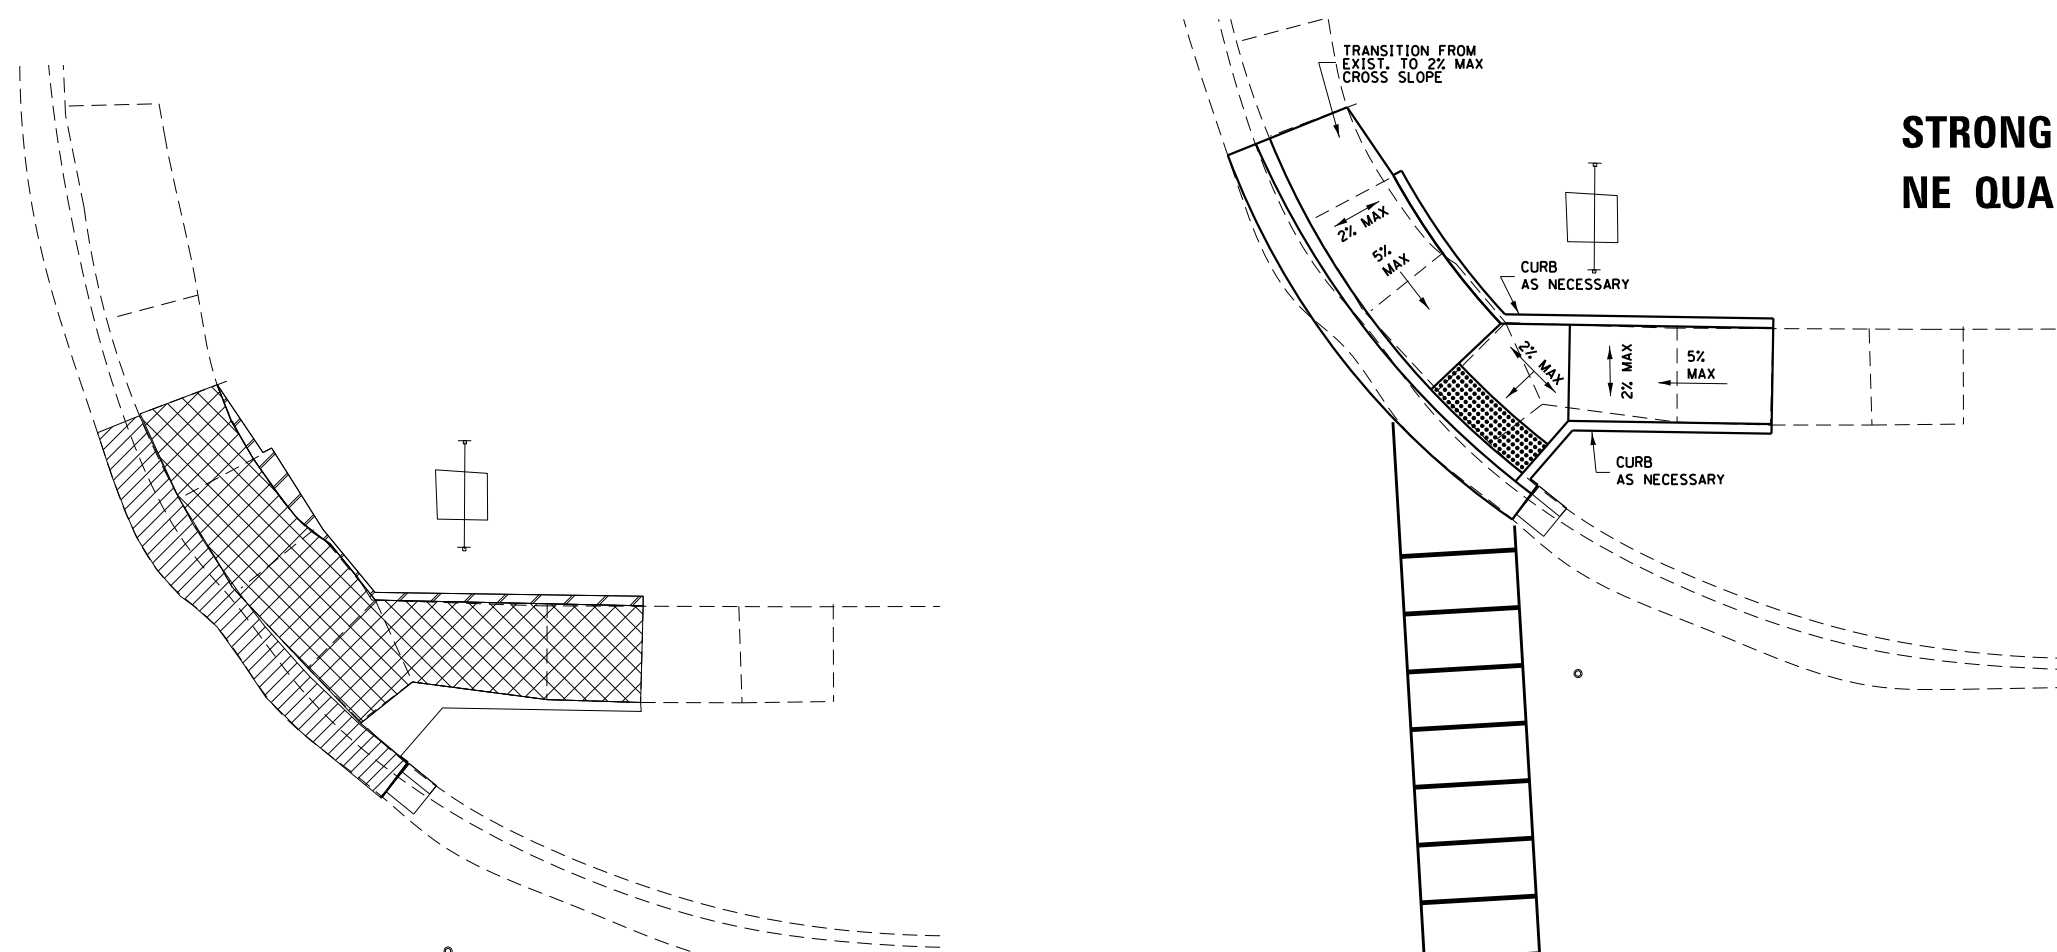 TRANSITION FROM
EXIST. TO 2% MAX
CROSS SLOPE
STRONG
NE QUA
2% MAX
5%
MAX
CURB
AS NECESSARY
2% MAX
2% MAX
5%
MAX
CURB
AS NECESSARY